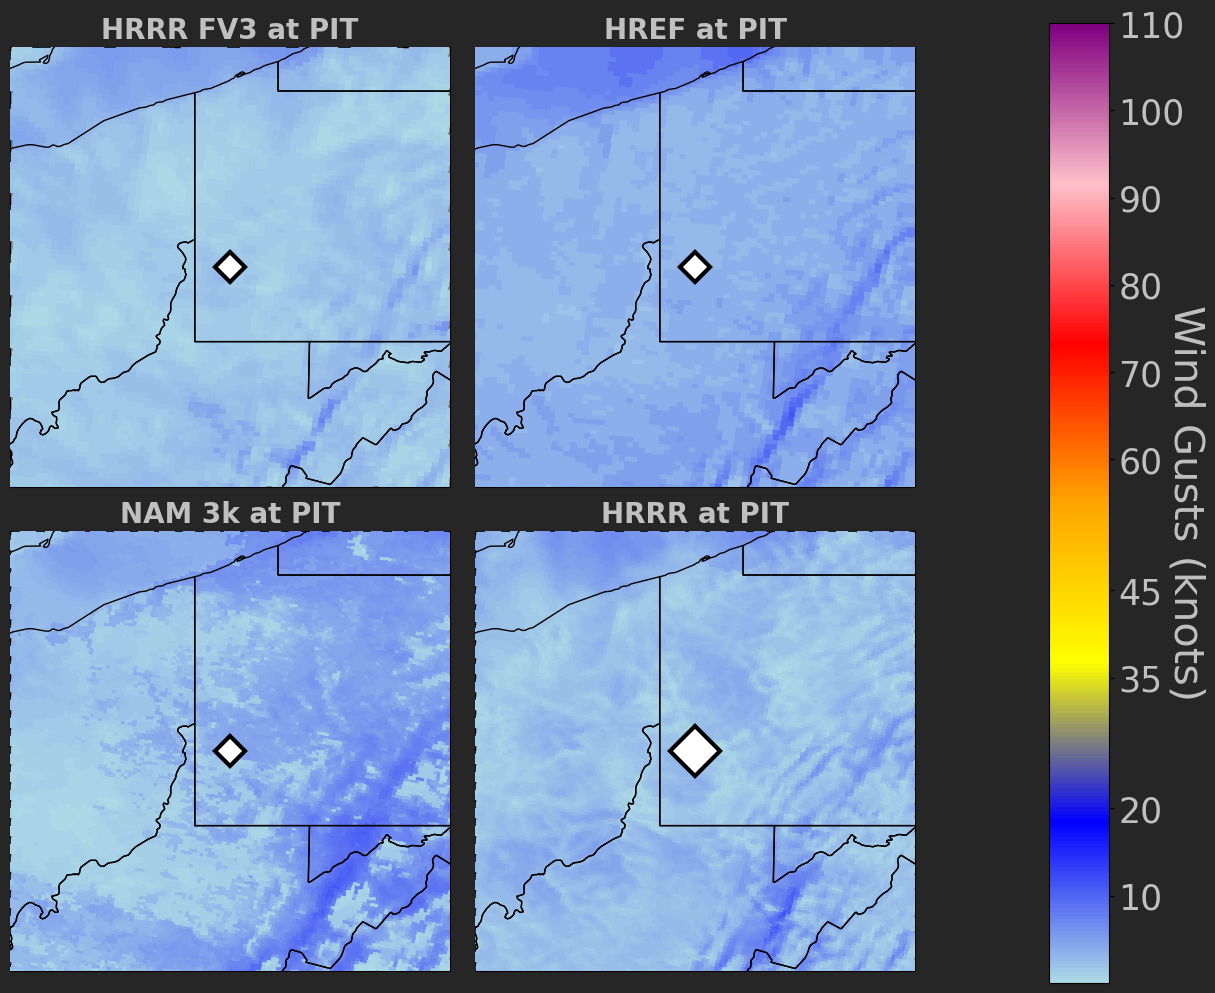 HRRR FV3 at PIT
HREF at PIT
NAM 3k at PIT
HRRR at PIT
110
100
90
80
70
60
45
35
20
10
Wind Gusts (knots)